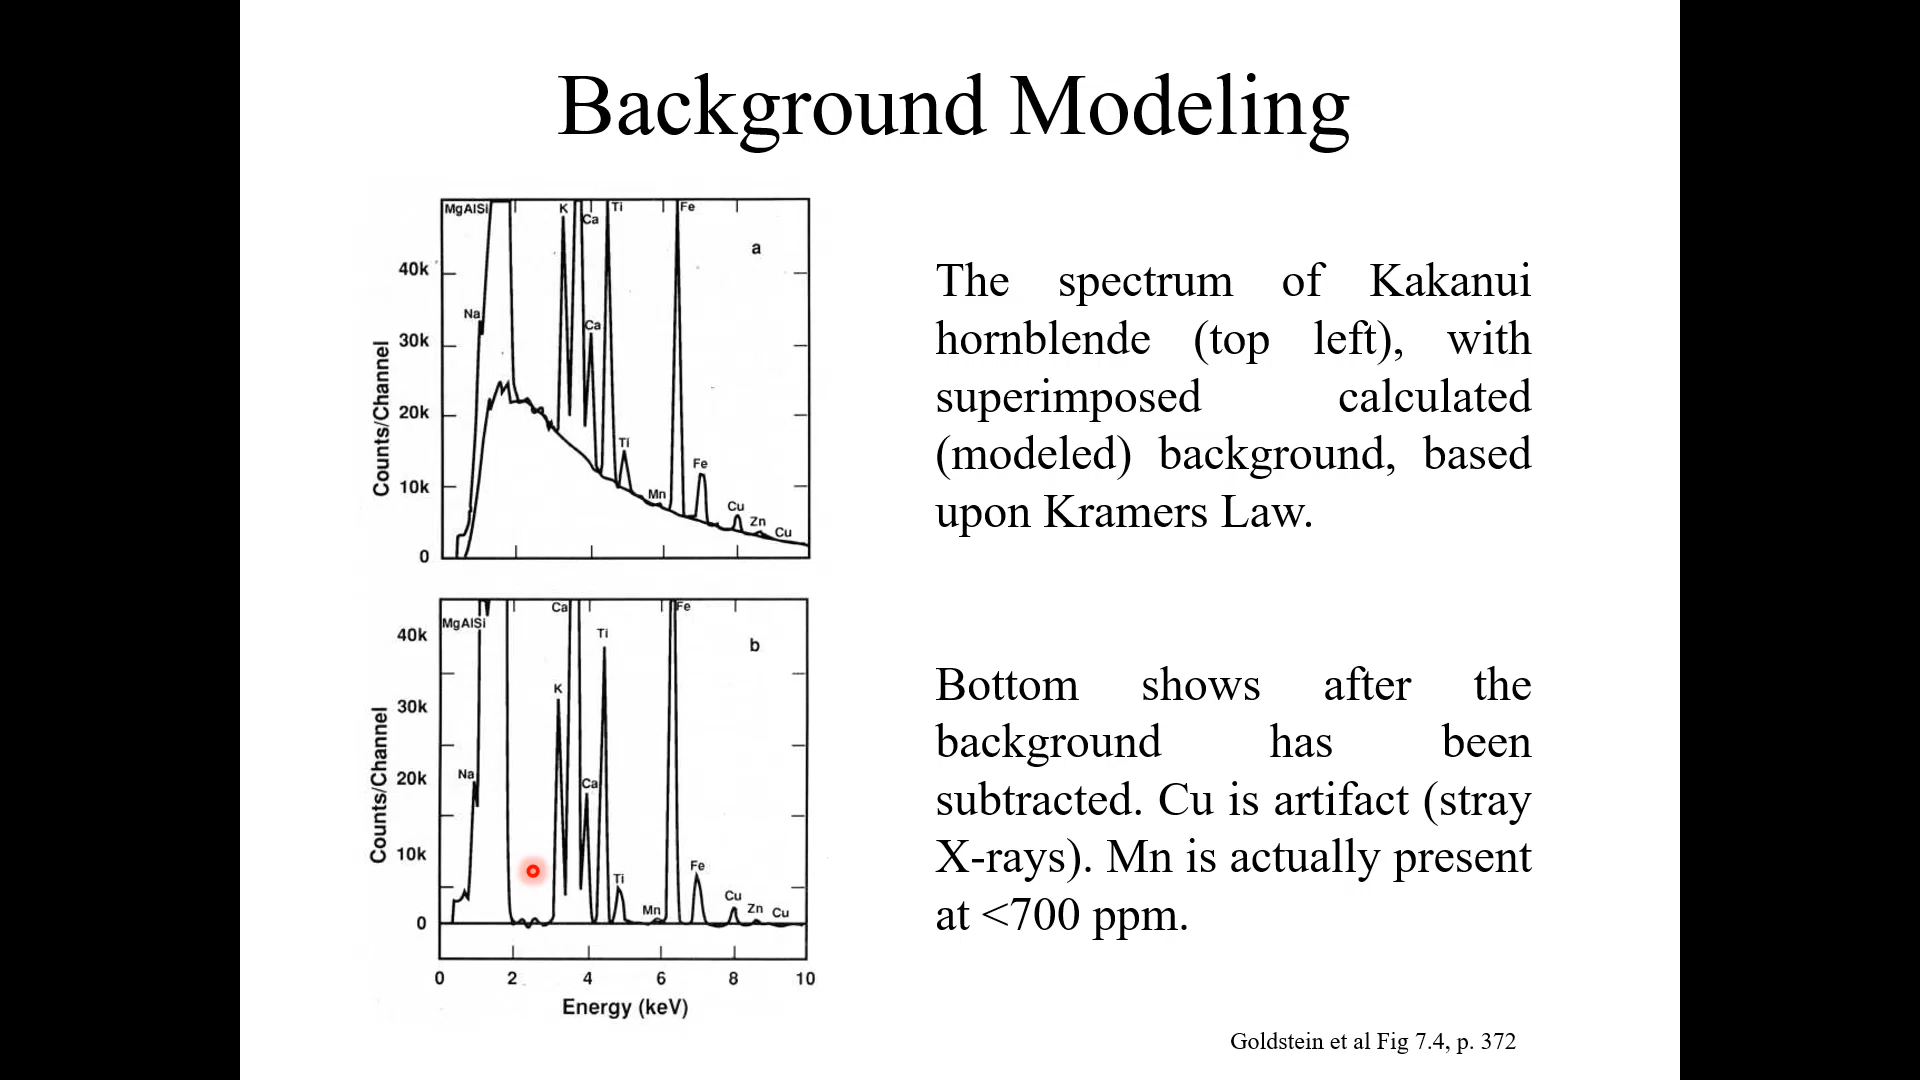 Background Modeling
MgAlSi
K
Ca
Ti
Fe
a
40k
Na
30k
Ca
20k
Ti
Fe
10k
Mn
Cu
Zn
Cu
0
Counts/Channel
The spectrum of Kakanui
hornblende (top left), with
superimposed calculated
(modeled) background, based
upon Kramers Law.
Ca
Fe
MgAlSi
40k
Ti
b
K
30k
Na
20k
Ca
10k
Ti
Fe
Mn
Cu
Zn
Cu
0
Counts/Channel
0 2 4 6 8 10
Energy (keV)
Bottom shows after the
background has been
subtracted. Cu is artifact (stray
X-rays). Mn is actually present
at <700 ppm.
Goldstein et al Fig 7.4, p. 372